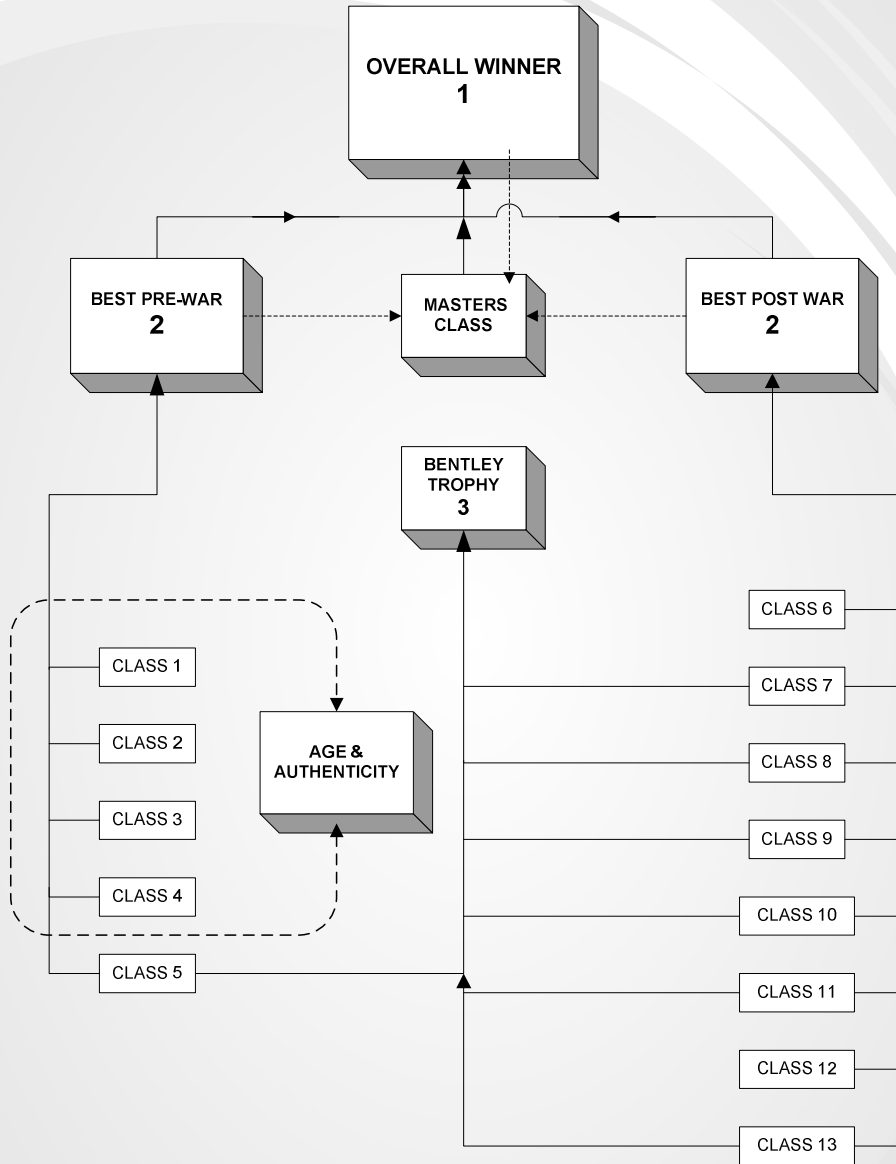 OVERALL WINNER
1
BEST PRE-WAR
2
MASTERS
CLASS
BEST POST WAR
2
BENTLEY
TROPHY
3
CLASS 6
CLASS 1
CLASS 7
CLASS 2
AGE &
AUTHENTICITY
CLASS 8
CLASS 3
CLASS 9
CLASS 4
CLASS 10
CLASS 5
CLASS 11
CLASS 12
CLASS 13